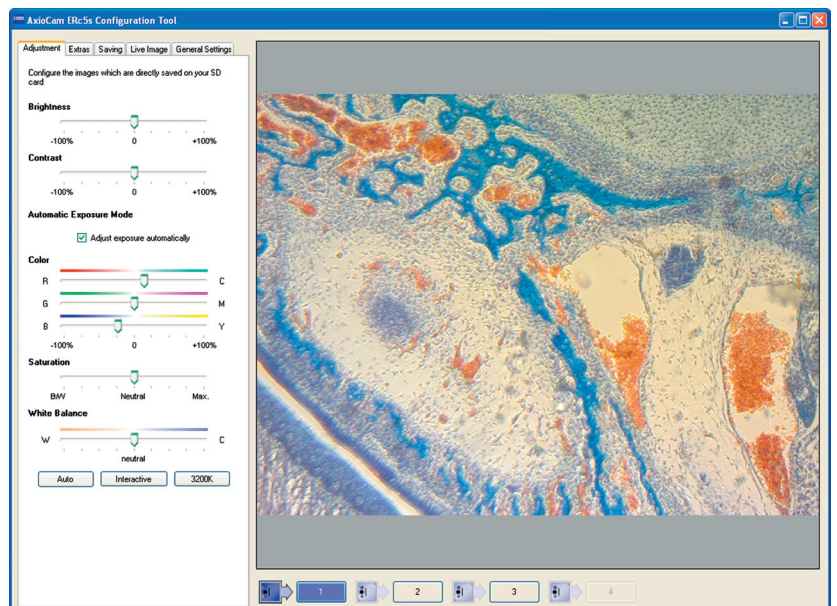 ZEISS AxioCam ERc5s Configuration Tool
Adjustment Extras Saving Live Image General Settings
Configure the images which are directly saved on your SD
card
Brightness
-100% 0 +100%
Contrast
-100% 0 +100%
Automatic Exposure Mode
Adjust exposure automatically
Color
R C
G M
B Y
-100% 0 +100%
Saturation
BW Neutral Max.
White Balance
W C
neutral
Auto Interactive 3200K
1 2 3 4